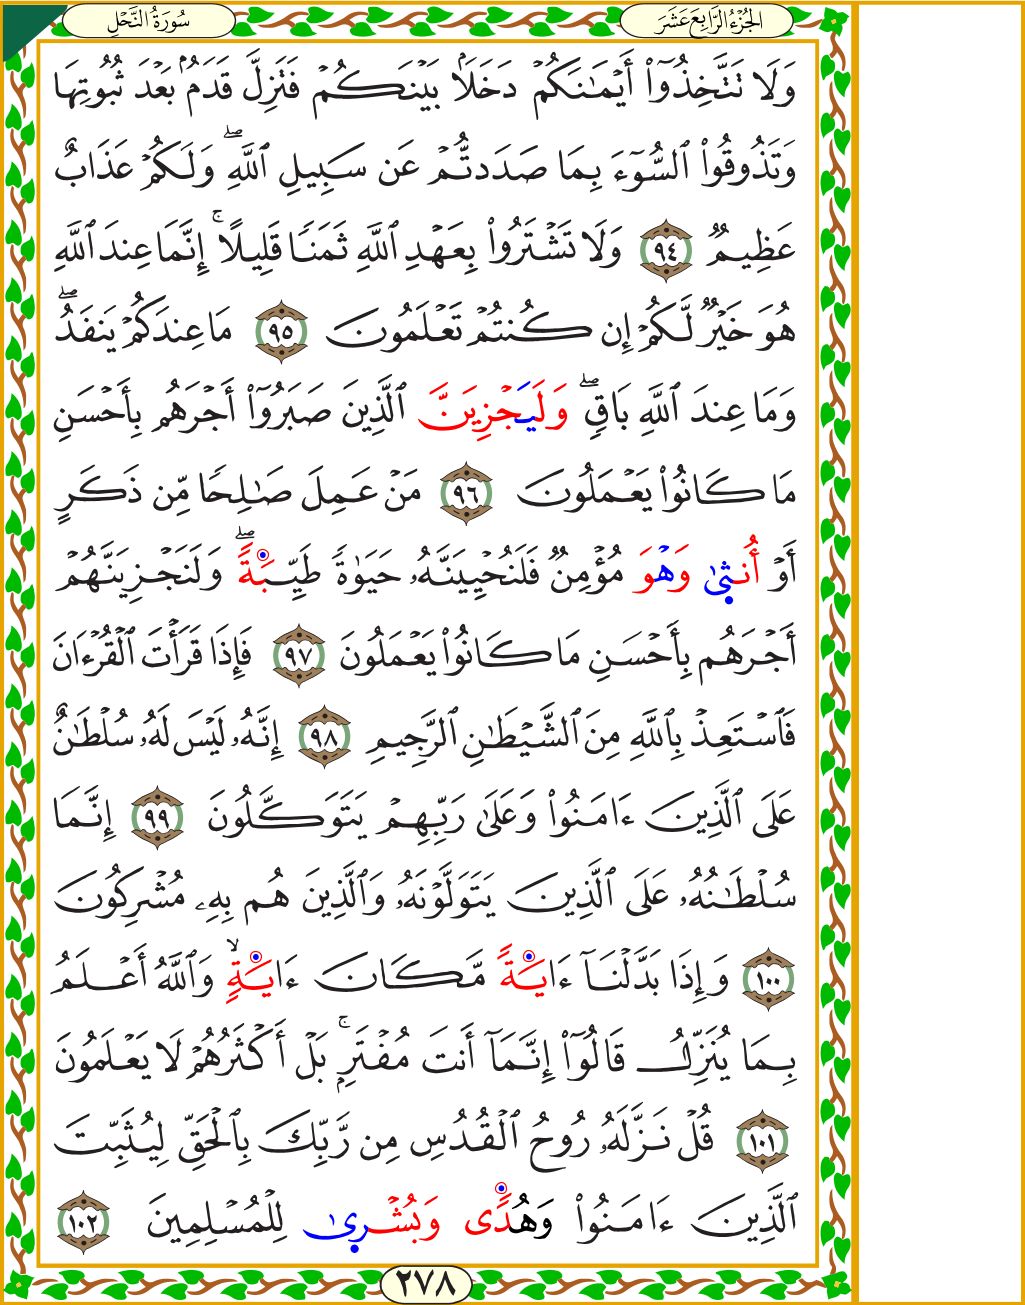 الجُزْءُ الرَّابِعَ عَشَرَ
سُورَةُ النَّحْلِ
وَلَا تَتَّخِذُوٓا۟ أَيْمَـٰنَكُمْ دَخَلًۢا بَيْنَكُمْ فَتَزِلَّ قَدَمٌۢ بَعْدَ ثُبُوتِهَا
وَتَذُوقُوا۟ ٱلسُّوٓءَ بِمَا صَدَدتُّمْ عَن سَبِيلِ ٱللَّهِ ۖ وَلَكُمْ عَذَابٌ
عَظِيمٌ ٩٤ وَلَا تَشْتَرُوا۟ بِعَهْدِ ٱللَّهِ ثَمَنًا قَلِيلًا ۚ إِنَّمَا عِندَ ٱللَّهِ
هُوَ خَيْرٌ لَّكُمْ إِن كُنتُمْ تَعْلَمُونَ ٩٥ مَا عِندَكُمْ يَنفَدُ ۖ
وَمَا عِندَ ٱللَّهِ بَاقٍ ۗ وَلَيَجْزِيَنَّ ٱلَّذِينَ صَبَرُوٓا۟ أَجْرَهُم بِأَحْسَنِ
مَا كَانُوا۟ يَعْمَلُونَ ٩٦ مَنْ عَمِلَ صَـٰلِحًا مِّن ذَكَرٍ
أَوْ أُنثىٰ وَهْوَ مُؤْمِنٌ فَلَنُحْيِيَنَّهُۥ حَيَوٰةً طَيِّبَةً ۖ وَلَنَجْزِيَنَّهُمْ
أَجْرَهُم بِأَحْسَنِ مَا كَانُوا۟ يَعْمَلُونَ ٩٧ فَإِذَا قَرَأْتَ ٱلْقُرْءَانَ
فَٱسْتَعِذْ بِٱللَّهِ مِنَ ٱلشَّيْطَـٰنِ ٱلرَّجِيمِ ٩٨ إِنَّهُۥ لَيْسَ لَهُۥ سُلْطَـٰنٌ
عَلَى ٱلَّذِينَ ءَامَنُوا۟ وَعَلَىٰ رَبِّهِمْ يَتَوَكَّلُونَ ٩٩ إِنَّمَا
سُلْطَـٰنُهُۥ عَلَى ٱلَّذِينَ يَتَوَلَّوْنَهُۥ وَٱلَّذِينَ هُم بِهِۦ مُشْرِكُونَ
١٠٠ وَإِذَا بَدَّلْنَآ ءَايَةً مَّكَانَ ءَايَةٍ ۙ وَٱللَّهُ أَعْلَمُ
بِمَا يُنَزِّلُ قَالُوٓا۟ إِنَّمَآ أَنتَ مُفْتَرٍۭ ۚ بَلْ أَكْثَرُهُمْ لَا يَعْلَمُونَ
١٠١ قُلْ نَزَّلَهُۥ رُوحُ ٱلْقُدُسِ مِن رَّبِّكَ بِٱلْحَقِّ لِيُثَبِّتَ
ٱلَّذِينَ ءَامَنُوا۟ وَهُدًى وَبُشْرىٰ لِلْمُسْلِمِينَ ١٠٢
٢٧٨